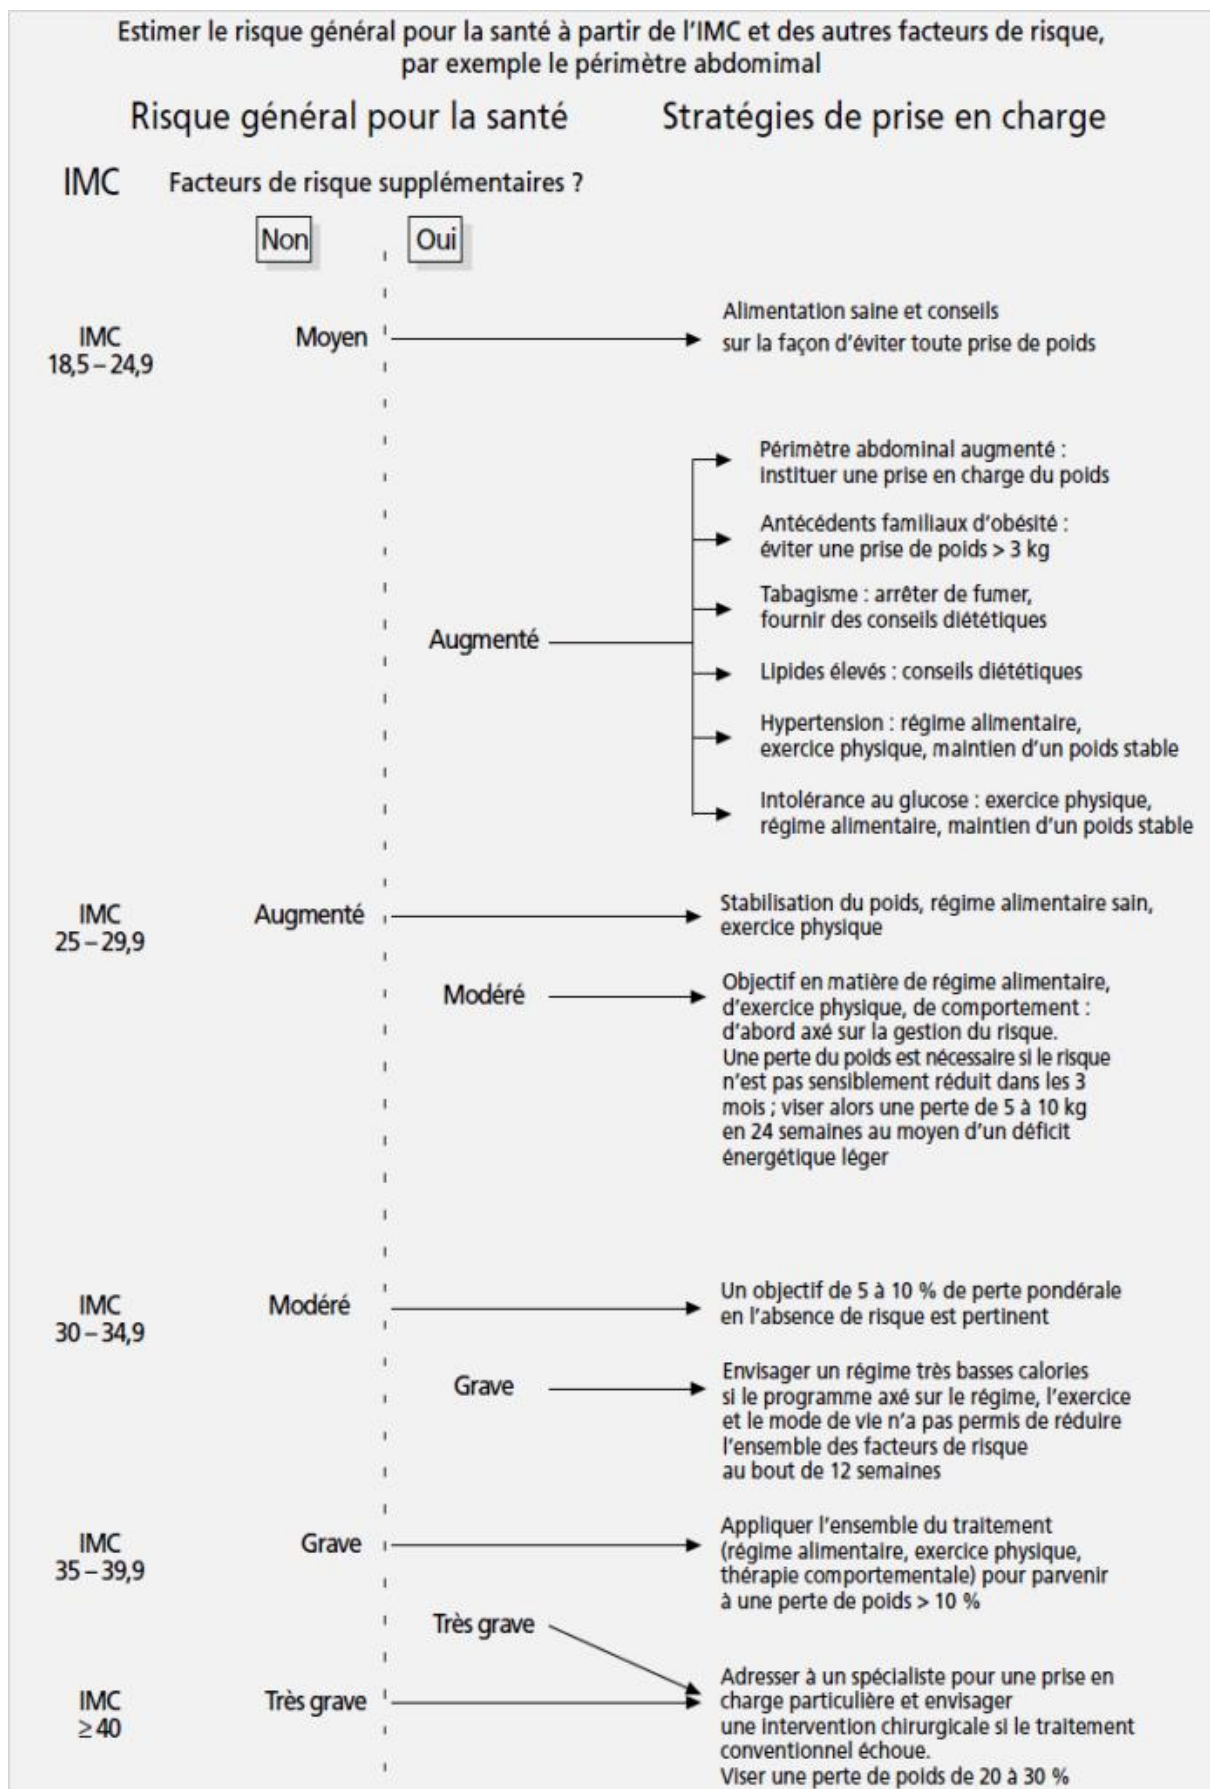 Estimer le risque général pour la santé à partir de l'IMC et des autres facteurs de risque,
par exemple le périmètre abdomimal
Risque général pour la santé
Stratégies de prise en charge
IMC
Facteurs de risque supplémentaires ?
Non
Oui
IMC
18,5 – 24,9
Moyen
Alimentation saine et conseils
sur la façon d'éviter toute prise de poids
Augmenté
Périmètre abdominal augmenté :
instituer une prise en charge du poids
Antécédents familiaux d'obésité :
éviter une prise de poids > 3 kg
Tabagisme : arrêter de fumer,
fournir des conseils diététiques
Lipides élevés : conseils diététiques
Hypertension : régime alimentaire,
exercice physique, maintien d'un poids stable
Intolérance au glucose : exercice physique,
régime alimentaire, maintien d'un poids stable
IMC
25 – 29,9
Augmenté
Stabilisation du poids, régime alimentaire sain,
exercice physique
Modéré
Objectif en matière de régime alimentaire,
d'exercice physique, de comportement :
d'abord axé sur la gestion du risque.
Une perte du poids est nécessaire si le risque
n'est pas sensiblement réduit dans les 3
mois ; viser alors une perte de 5 à 10 kg
en 24 semaines au moyen d'un déficit
énergétique léger
IMC
30 – 34,9
Modéré
Un objectif de 5 à 10 % de perte pondérale
en l'absence de risque est pertinent
Grave
Envisager un régime très basses calories
si le programme axé sur le régime, l'exercice
et le mode de vie n'a pas permis de réduire
l'ensemble des facteurs de risque
au bout de 12 semaines
IMC
35 – 39,9
Grave
Appliquer l'ensemble du traitement
(régime alimentaire, exercice physique,
thérapie comportementale) pour parvenir
à une perte de poids > 10 %
Très grave
IMC
≥ 40
Très grave
Adresser à un spécialiste pour une prise en
charge particulière et envisager
une intervention chirurgicale si le traitement
conventionnel échoue.
Viser une perte de poids de 20 à 30 %